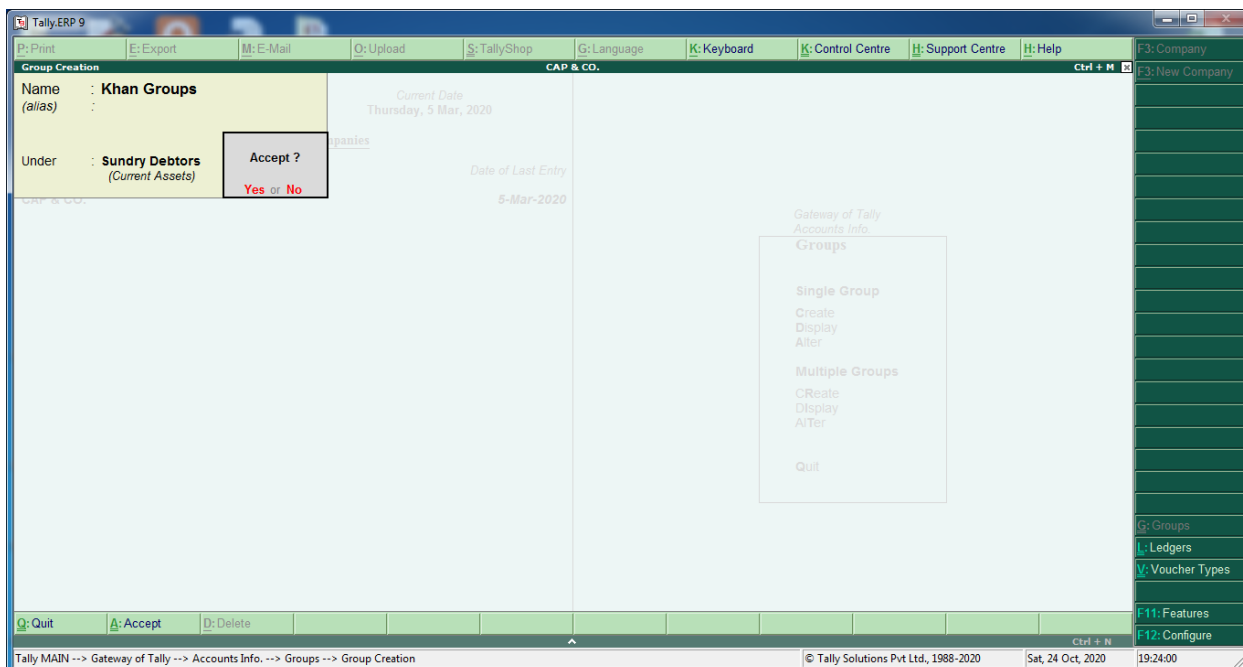 Tally.ERP 9
P: Print E: Export M: E-Mail O: Upload S: TallyShop G: Language K: Keyboard K: Control Centre H: Support Centre H: Help
F3: Company
F3: New Company
Group Creation CAP & CO. Ctrl + M
Name : Khan Groups
(alias) :
Under : Sundry Debtors
(Current Assets)
Accept ?
Yes or No
Current Date
Thursday, 5 Mar, 2020
mpanies
Date of Last Entry
CAP & CO. 5-Mar-2020
Gateway of Tally
Accounts Info.
Groups
Single Group
Create
Display
Alter
Multiple Groups
CReate
DIsplay
AlTer
Quit
G: Groups
L: Ledgers
V: Voucher Types
F11: Features
F12: Configure
Q: Quit A: Accept D: Delete
Ctrl + N
Tally MAIN --> Gateway of Tally --> Accounts Info. --> Groups --> Group Creation © Tally Solutions Pvt Ltd., 1988-2020 Sat, 24 Oct, 2020 19:24:00